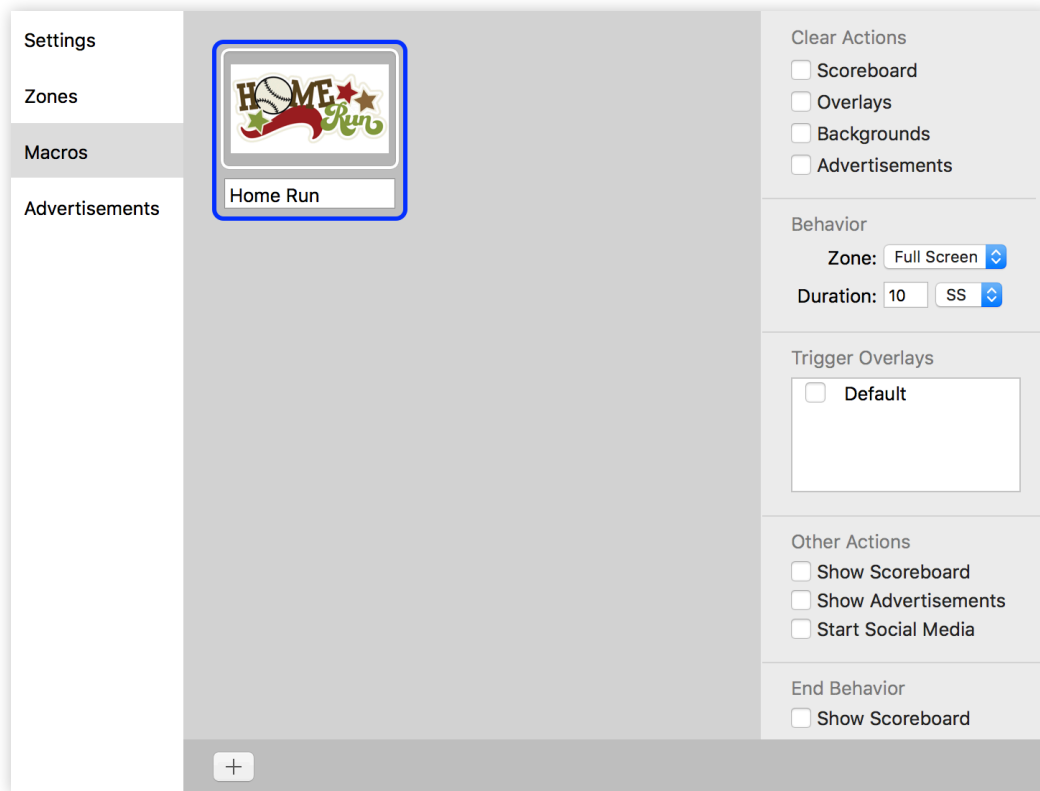 Settings
Zones
Macros
Advertisements
HOME
Run
Home Run
Clear Actions
Scoreboard
Overlays
Backgrounds
Advertisements
Behavior
Zone: Full Screen
Duration: 10 SS
Trigger Overlays
Default
Other Actions
Show Scoreboard
Show Advertisements
Start Social Media
End Behavior
Show Scoreboard